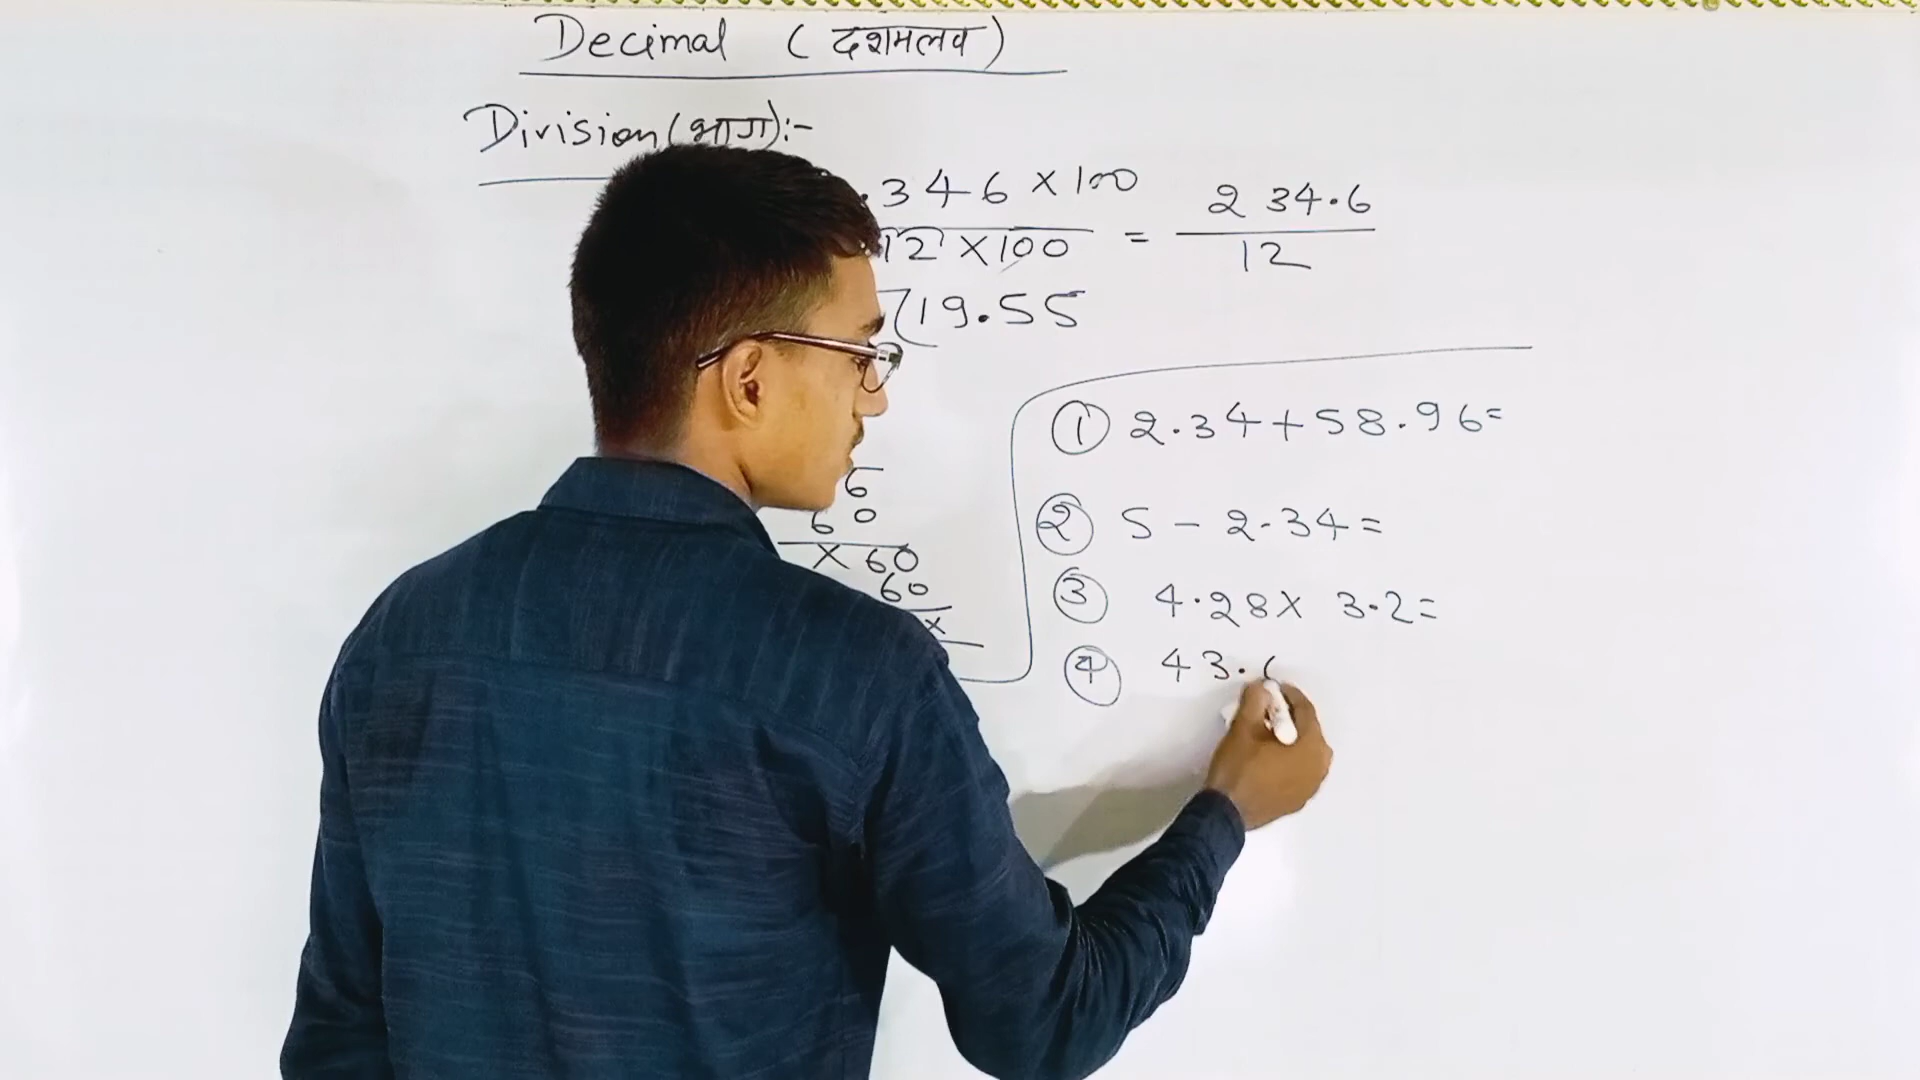 Decimal (दशमलव)
Division (भाग):-
.346 × 100
12 × 100
=
234.6
12
19.55
6
60
× 60
60
×
① 2.34 + 58.96 =
② 5 - 2.34 =
③ 4.28 × 3.2 =
④ 43.